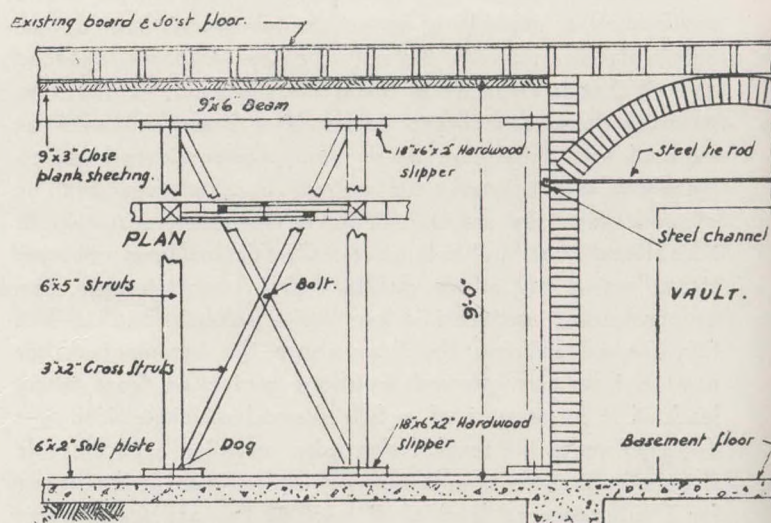 Existing board & Joist floor.
9"x6" Beam
9"x3" Close
plank sheeting.
18"x6"x2" Hardwood
slipper
Steel tie rod
PLAN
Steel channel
6"x5" struts
Bolt.
9'-0"
VAULT.
3"x2" Cross struts
18"x6"x2" Hardwood
slipper
6"x2" Sole plate
Dog
Basement floor